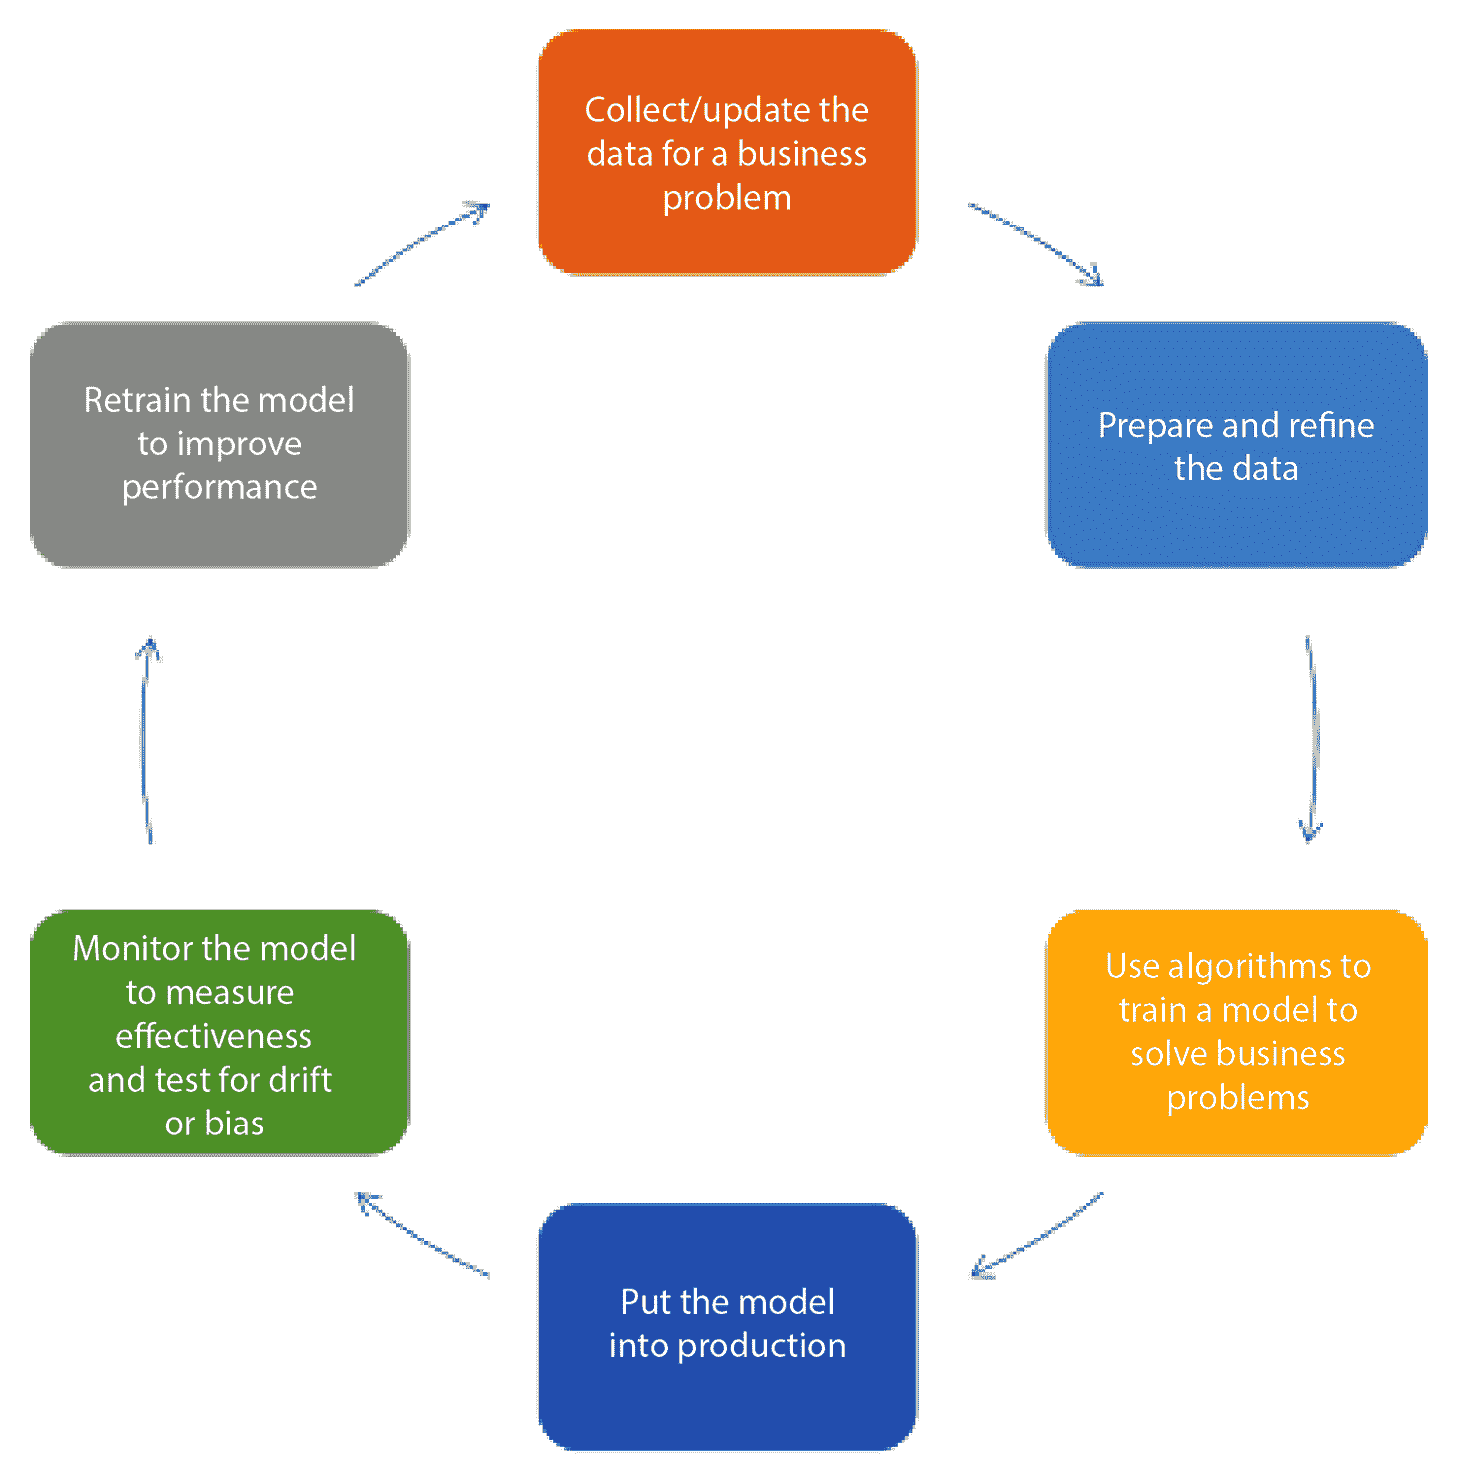 Collect/update the
data for a business
problem
Prepare and refine
the data
Use algorithms to
train a model to
solve business
problems
Put the model
into production
Monitor the model
to measure
effectiveness
and test for drift
or bias
Retrain the model
to improve
performance